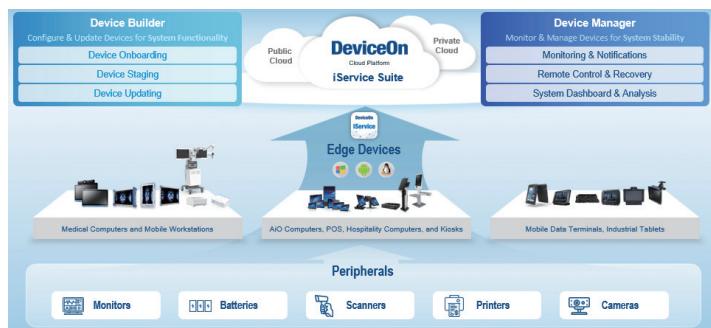 Device Builder
Configure & Update Devices for System Functionality
Device Onboarding
Device Staging
Device Updating
Public
Cloud
DeviceOn
Cloud Platform
iService Suite
Private
Cloud
Device Manager
Monitor & Manage Devices for System Stability
Monitoring & Notifications
Remote Control & Recovery
System Dashboard & Analysis
DeviceOn
iService
Edge Devices
Medical Computers and Mobile Workstations
AiO Computers, POS, Hospitality Computers, and Kiosks
Mobile Data Terminals, Industrial Tablets
Peripherals
Monitors
Batteries
Scanners
Printers
Cameras